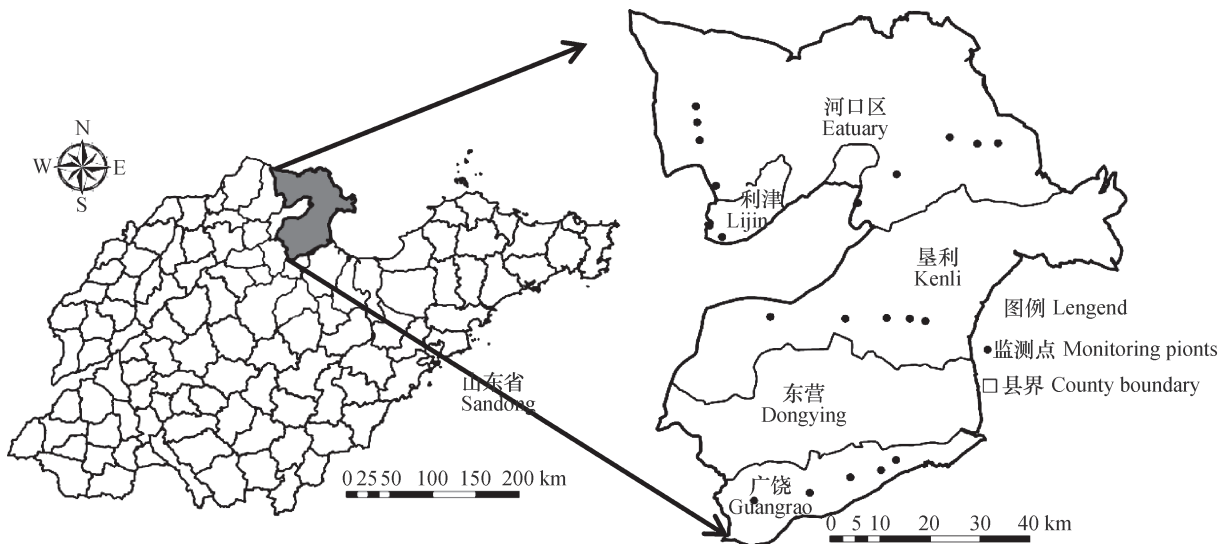 N
W E
S
山东省
Sandong
0 25 50 100 150 200 km
河口区
Eatuary
利津
Lijin
垦利
Kenli
图例 Lengend
监测点 Monitoring pionts
县界 County boundary
东营
Dongying
广饶
Guangrao
0 5 10 20 30 40 km